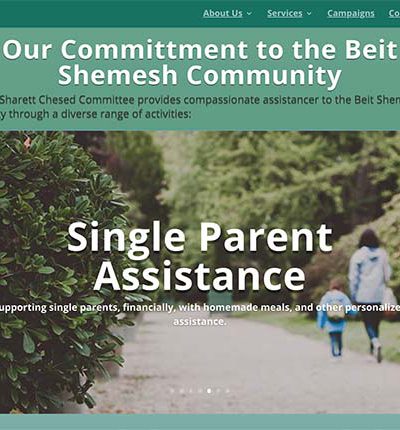 About Us Services Campaigns Co
Our Committment to the Beit
Shemesh Community
Sharett Chesed Committee provides compassionate assistancer to the Beit Shem
y through a diverse range of activities:
Single Parent
Assistance
upporting single parents, financially, with homemade meals, and other personalize
assistance.